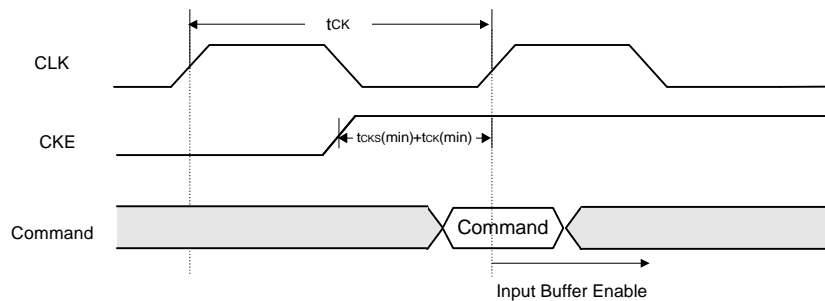 tCK
CLK
CKE
tCKS(min)+tCK(min)
Command
Command
Input Buffer Enable